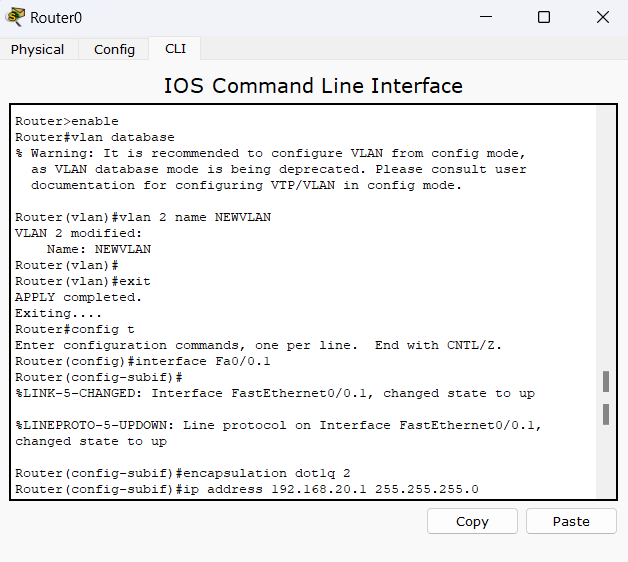 Router0
Physical Config CLI
IOS Command Line Interface
Router>enable
Router#vlan database
% Warning: It is recommended to configure VLAN from config mode,
  as VLAN database mode is being deprecated. Please consult user
  documentation for configuring VTP/VLAN in config mode.

Router(vlan)#vlan 2 name NEWVLAN
VLAN 2 modified:
    Name: NEWVLAN
Router(vlan)#
Router(vlan)#exit
APPLY completed.
Exiting....
Router#config t
Enter configuration commands, one per line.  End with CNTL/Z.
Router(config)#interface Fa0/0.1
Router(config-subif)#
%LINK-5-CHANGED: Interface FastEthernet0/0.1, changed state to up

%LINEPROTO-5-UPDOWN: Line protocol on Interface FastEthernet0/0.1,
changed state to up

Router(config-subif)#encapsulation dot1q 2
Router(config-subif)#ip address 192.168.20.1 255.255.255.0
Copy Paste